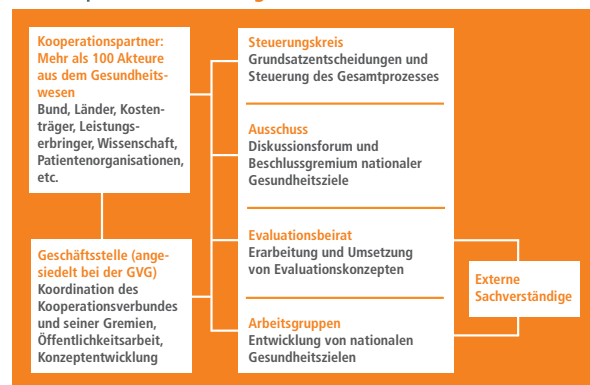 Kooperationspartner:
Mehr als 100 Akteure
aus dem Gesundheits-
wesen
Bund, Länder, Kosten-
träger, Leistungs-
erbringer, Wissenschaft,
Patientenorganisationen,
etc.
Geschäftsstelle (ange-
siedelt bei der GVG)
Koordination des
Kooperationsverbundes
und seiner Gremien,
Öffentlichkeitsarbeit,
Konzeptentwicklung
Steuerungskreis
Grundsatzentscheidungen und
Steuerung des Gesamtprozesses
Ausschuss
Diskussionsforum und
Beschlussgremium nationaler
Gesundheitsziele
Evaluationsbeirat
Erarbeitung und Umsetzung
von Evaluationskonzepten
Arbeitsgruppen
Entwicklung von nationalen
Gesundheitszielen
Externe
Sachverständige